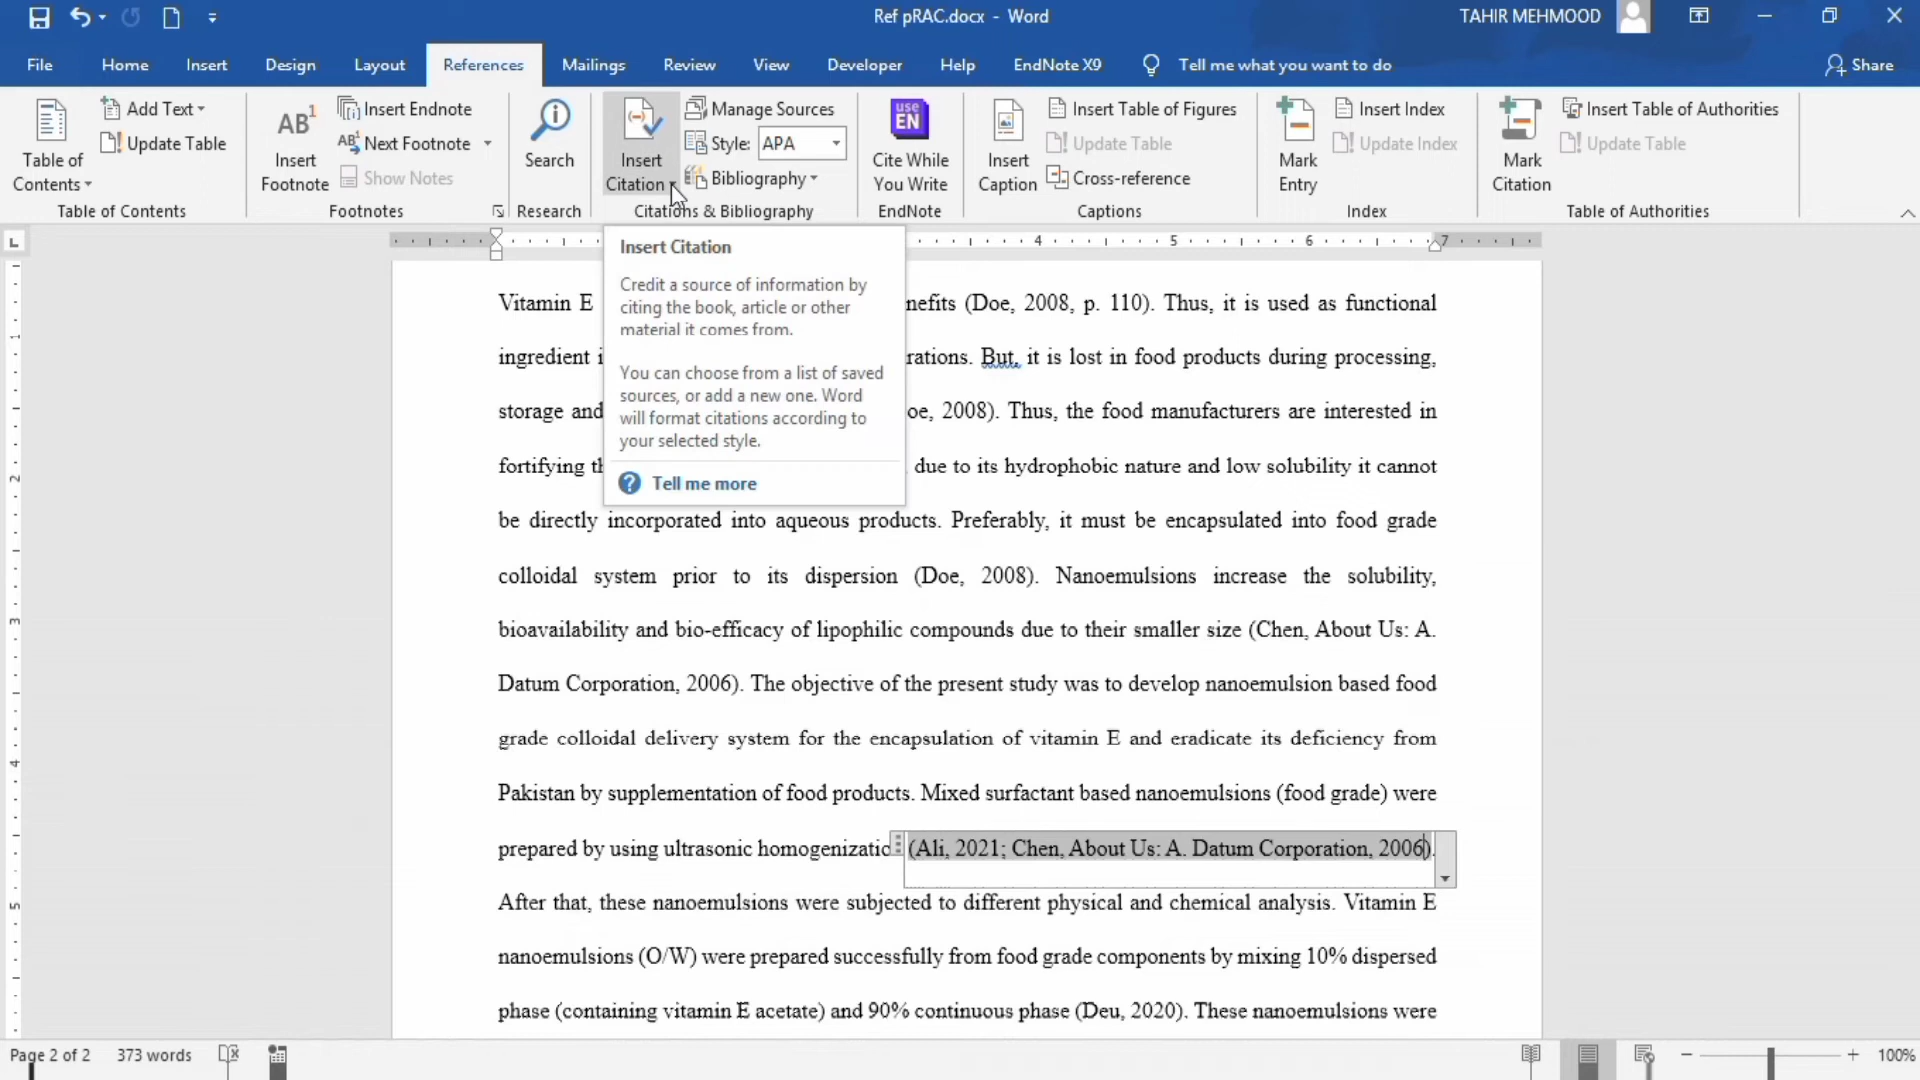 Ref pRAC.docx - Word
TAHIR MEHMOOD
File Home Insert Design Layout References Mailings Review View Developer Help EndNote X9 Tell me what you want to do Share
Table of Contents
Add Text
Update Table
Table of Contents
AB1 Insert Footnote
Insert Endnote
AB1 Next Footnote
Show Notes
Footnotes
Search
Research
Insert Citation
Manage Sources
Style: APA
Bibliography
Citations & Bibliography
use EN
Cite While You Write
EndNote
Insert Caption
Insert Table of Figures
Update Table
Cross-reference
Captions
Mark Entry
Insert Index
Update Index
Index
Mark Citation
Insert Table of Authorities
Update Table
Table of Authorities
L
4 5 6 7
Insert Citation
Credit a source of information by
citing the book, article or other
material it comes from.
You can choose from a list of saved
sources, or add a new one. Word
will format citations according to
your selected style.
Tell me more
1
2
3
4
5
Vitamin E nefits (Doe, 2008, p. 110). Thus, it is used as functional
ingredient i rations. But, it is lost in food products during processing,
storage and oe, 2008). Thus, the food manufacturers are interested in
fortifying th due to its hydrophobic nature and low solubility it cannot
be directly incorporated into aqueous products. Preferably, it must be encapsulated into food grade
colloidal system prior to its dispersion (Doe, 2008). Nanoemulsions increase the solubility,
bioavailability and bio-efficacy of lipophilic compounds due to their smaller size (Chen, About Us: A.
Datum Corporation, 2006). The objective of the present study was to develop nanoemulsion based food
grade colloidal delivery system for the encapsulation of vitamin E and eradicate its deficiency from
Pakistan by supplementation of food products. Mixed surfactant based nanoemulsions (food grade) were
prepared by using ultrasonic homogenizatio (Ali, 2021; Chen, About Us: A. Datum Corporation, 2006).
After that, these nanoemulsions were subjected to different physical and chemical analysis. Vitamin E
nanoemulsions (O/W) were prepared successfully from food grade components by mixing 10% dispersed
phase (containing vitamin E acetate) and 90% continuous phase (Deu, 2020). These nanoemulsions were
Page 2 of 2 373 words 100%